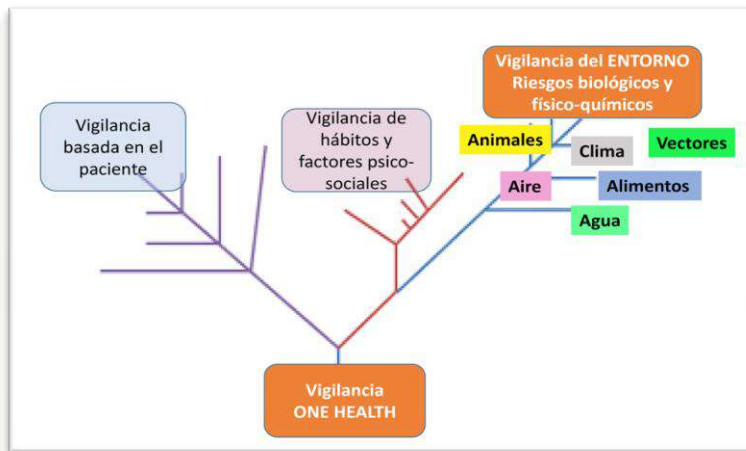 Vigilancia
basada en el
paciente
Vigilancia de
hábitos y
factores psico-
sociales
Vigilancia del ENTORNO
Riesgos biológicos y
físico-químicos
Animales
Clima
Vectores
Aire
Alimentos
Agua
Vigilancia
ONE HEALTH